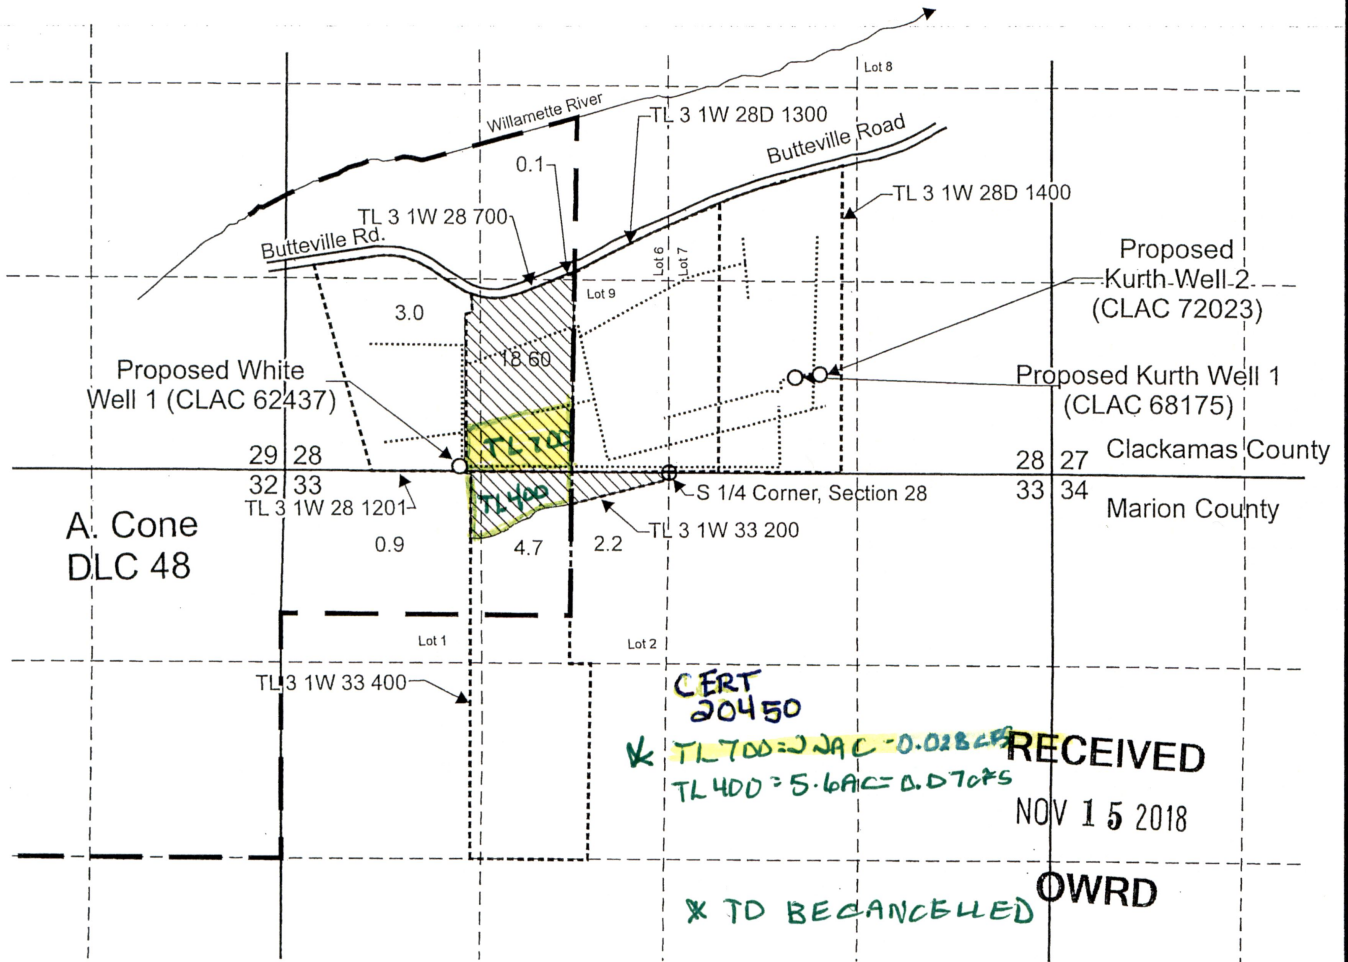 Lot 8
Willamette River
TL 3 1W 28D 1300
Butteville Road
0.1
TL 3 1W 28D 1400
TL 3 1W 28 700
Butteville Rd.
Lot 6
Lot 7
Proposed
Kurth Well 2
(CLAC 72023)
Lot 9
3.0
18.60
Proposed White
Well 1 (CLAC 62437)
Proposed Kurth Well 1
(CLAC 68175)
TL 700
29 28
28 27
Clackamas County
32 33
33 34
Marion County
TL 400
S 1/4 Corner, Section 28
TL 3 1W 28 1201
TL 3 1W 33 200
A. Cone
DLC 48
0.9
4.7
2.2
Lot 1
Lot 2
TL 3 1W 33 400
CERT
20450
TL 700= AC -0.028 CFS
TL 400 = 5.6AC= 0.07CFS
RECEIVED
NOV 15 2018
OWRD
* TO BE CANCELLED